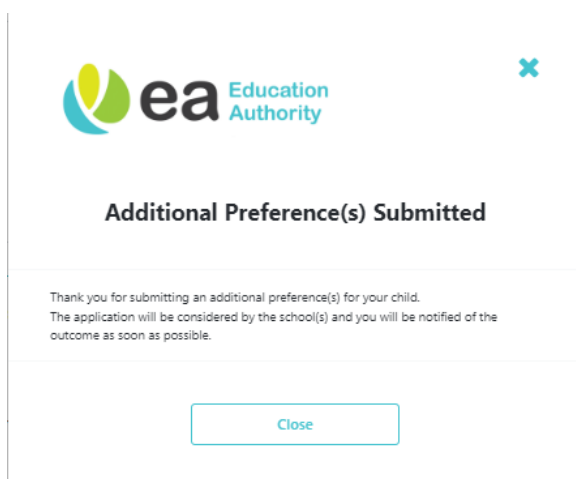 ea Education
Authority
Additional Preference(s) Submitted
Thank you for submitting an additional preference(s) for your child.
The application will be considered by the school(s) and you will be notified of the
outcome as soon as possible.
Close